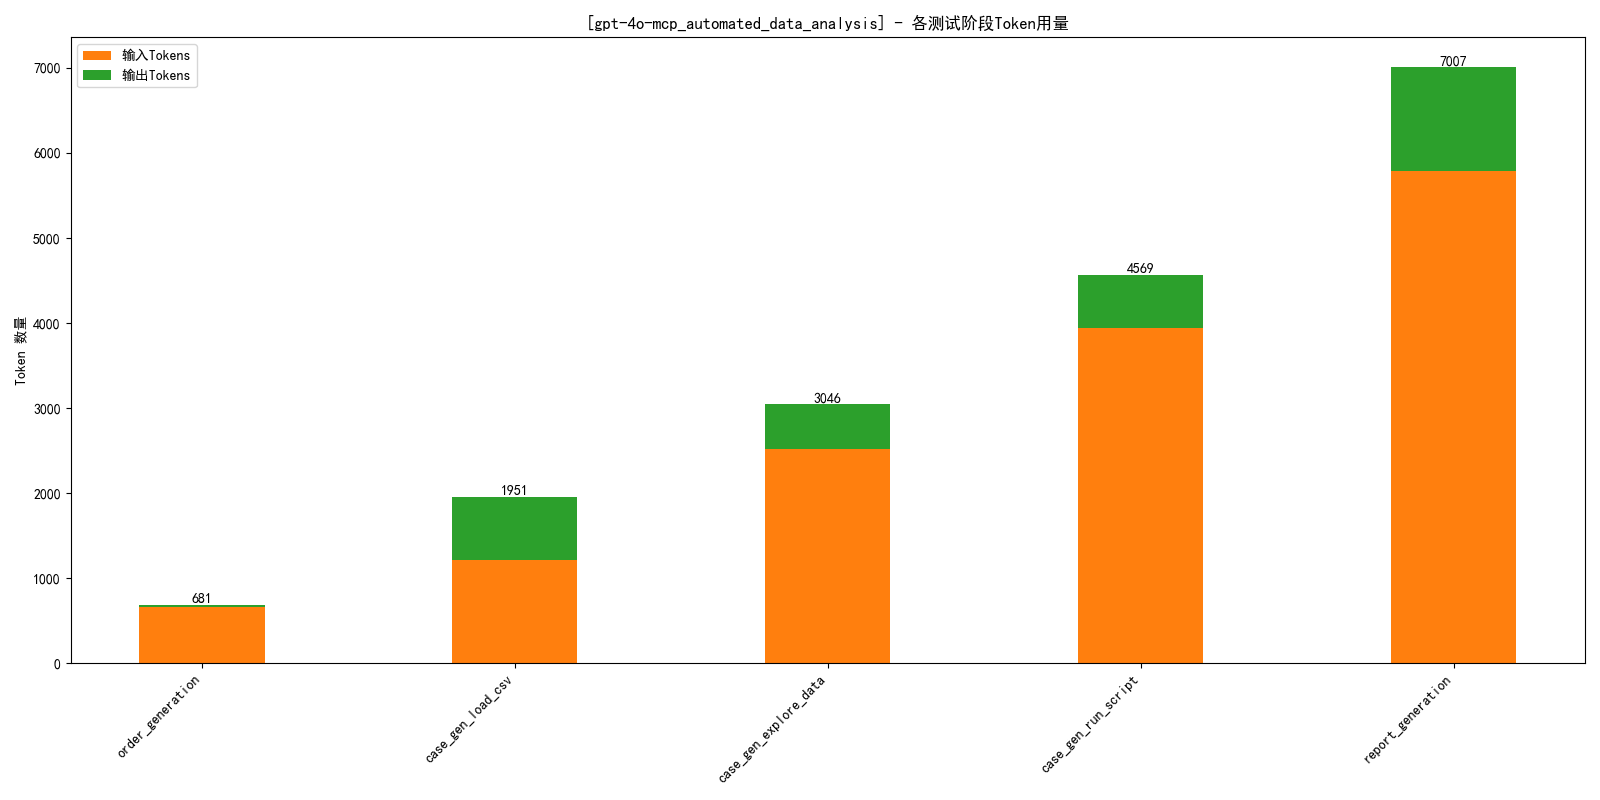 [gpt-4o-mcp_automated_data_analysis] - 各测试阶段Token用量
输入Tokens
输出Tokens
Token 数量
7000
6000
5000
4000
3000
2000
1000
0
681
1951
3046
4569
7007
order_generation
case_gen_load_csv
case_gen_explore_data
case_gen_run_script
report_generation